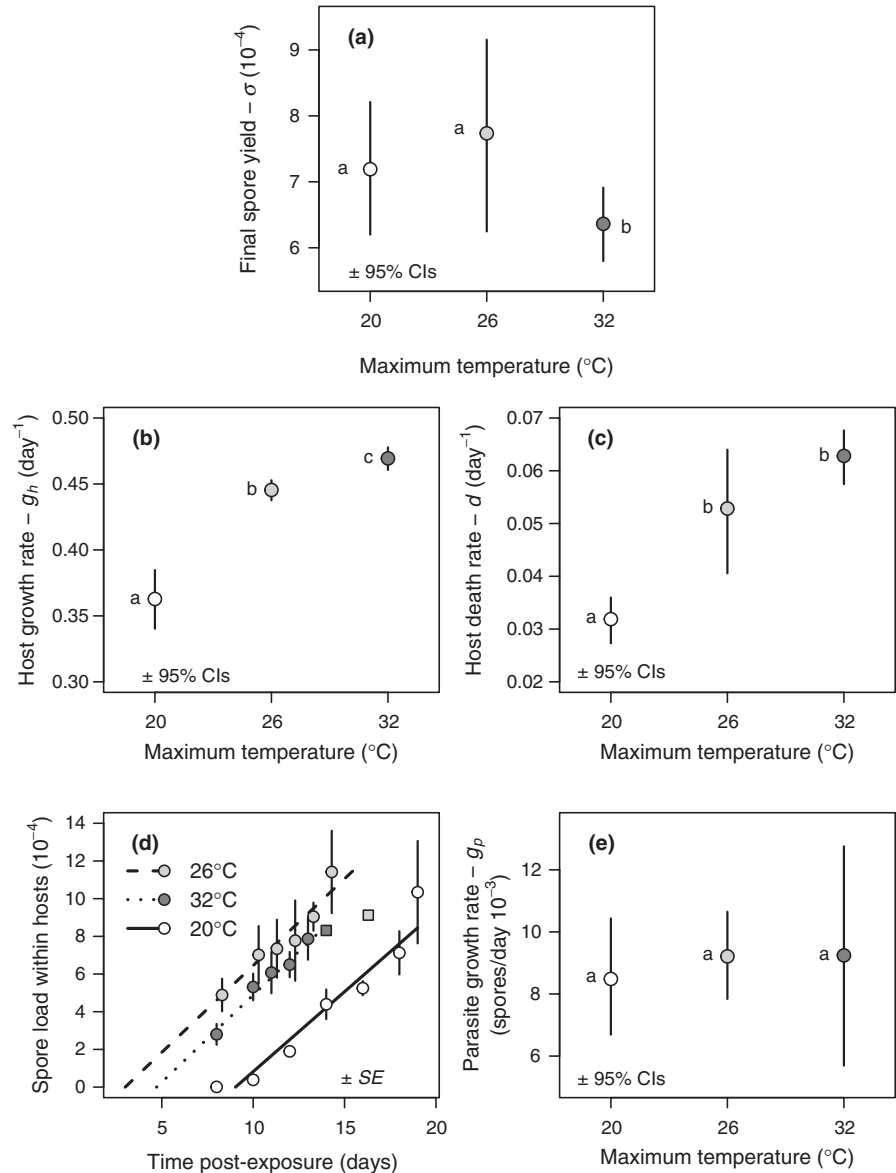 (a)
Final spore yield – σ (10⁻⁴)
9
8
7
6
a
a
b
± 95% CIs
20
26
32
Maximum temperature (°C)
(b)
Host growth rate – gₕ (day⁻¹)
0.50
0.45
0.40
0.35
0.30
a
b
c
± 95% CIs
20
26
32
Maximum temperature (°C)
(c)
Host death rate – d (day⁻¹)
0.07
0.06
0.05
0.04
0.03
0.02
a
b
b
± 95% CIs
20
26
32
Maximum temperature (°C)
(d)
Spore load within hosts (10⁻⁴)
14
12
10
8
6
4
2
0
26°C
32°C
20°C
± SE
5
10
15
20
Time post-exposure (days)
(e)
Parasite growth rate – gₚ
(spores/day 10⁻³)
12
10
8
6
a
a
a
± 95% CIs
20
26
32
Maximum temperature (°C)